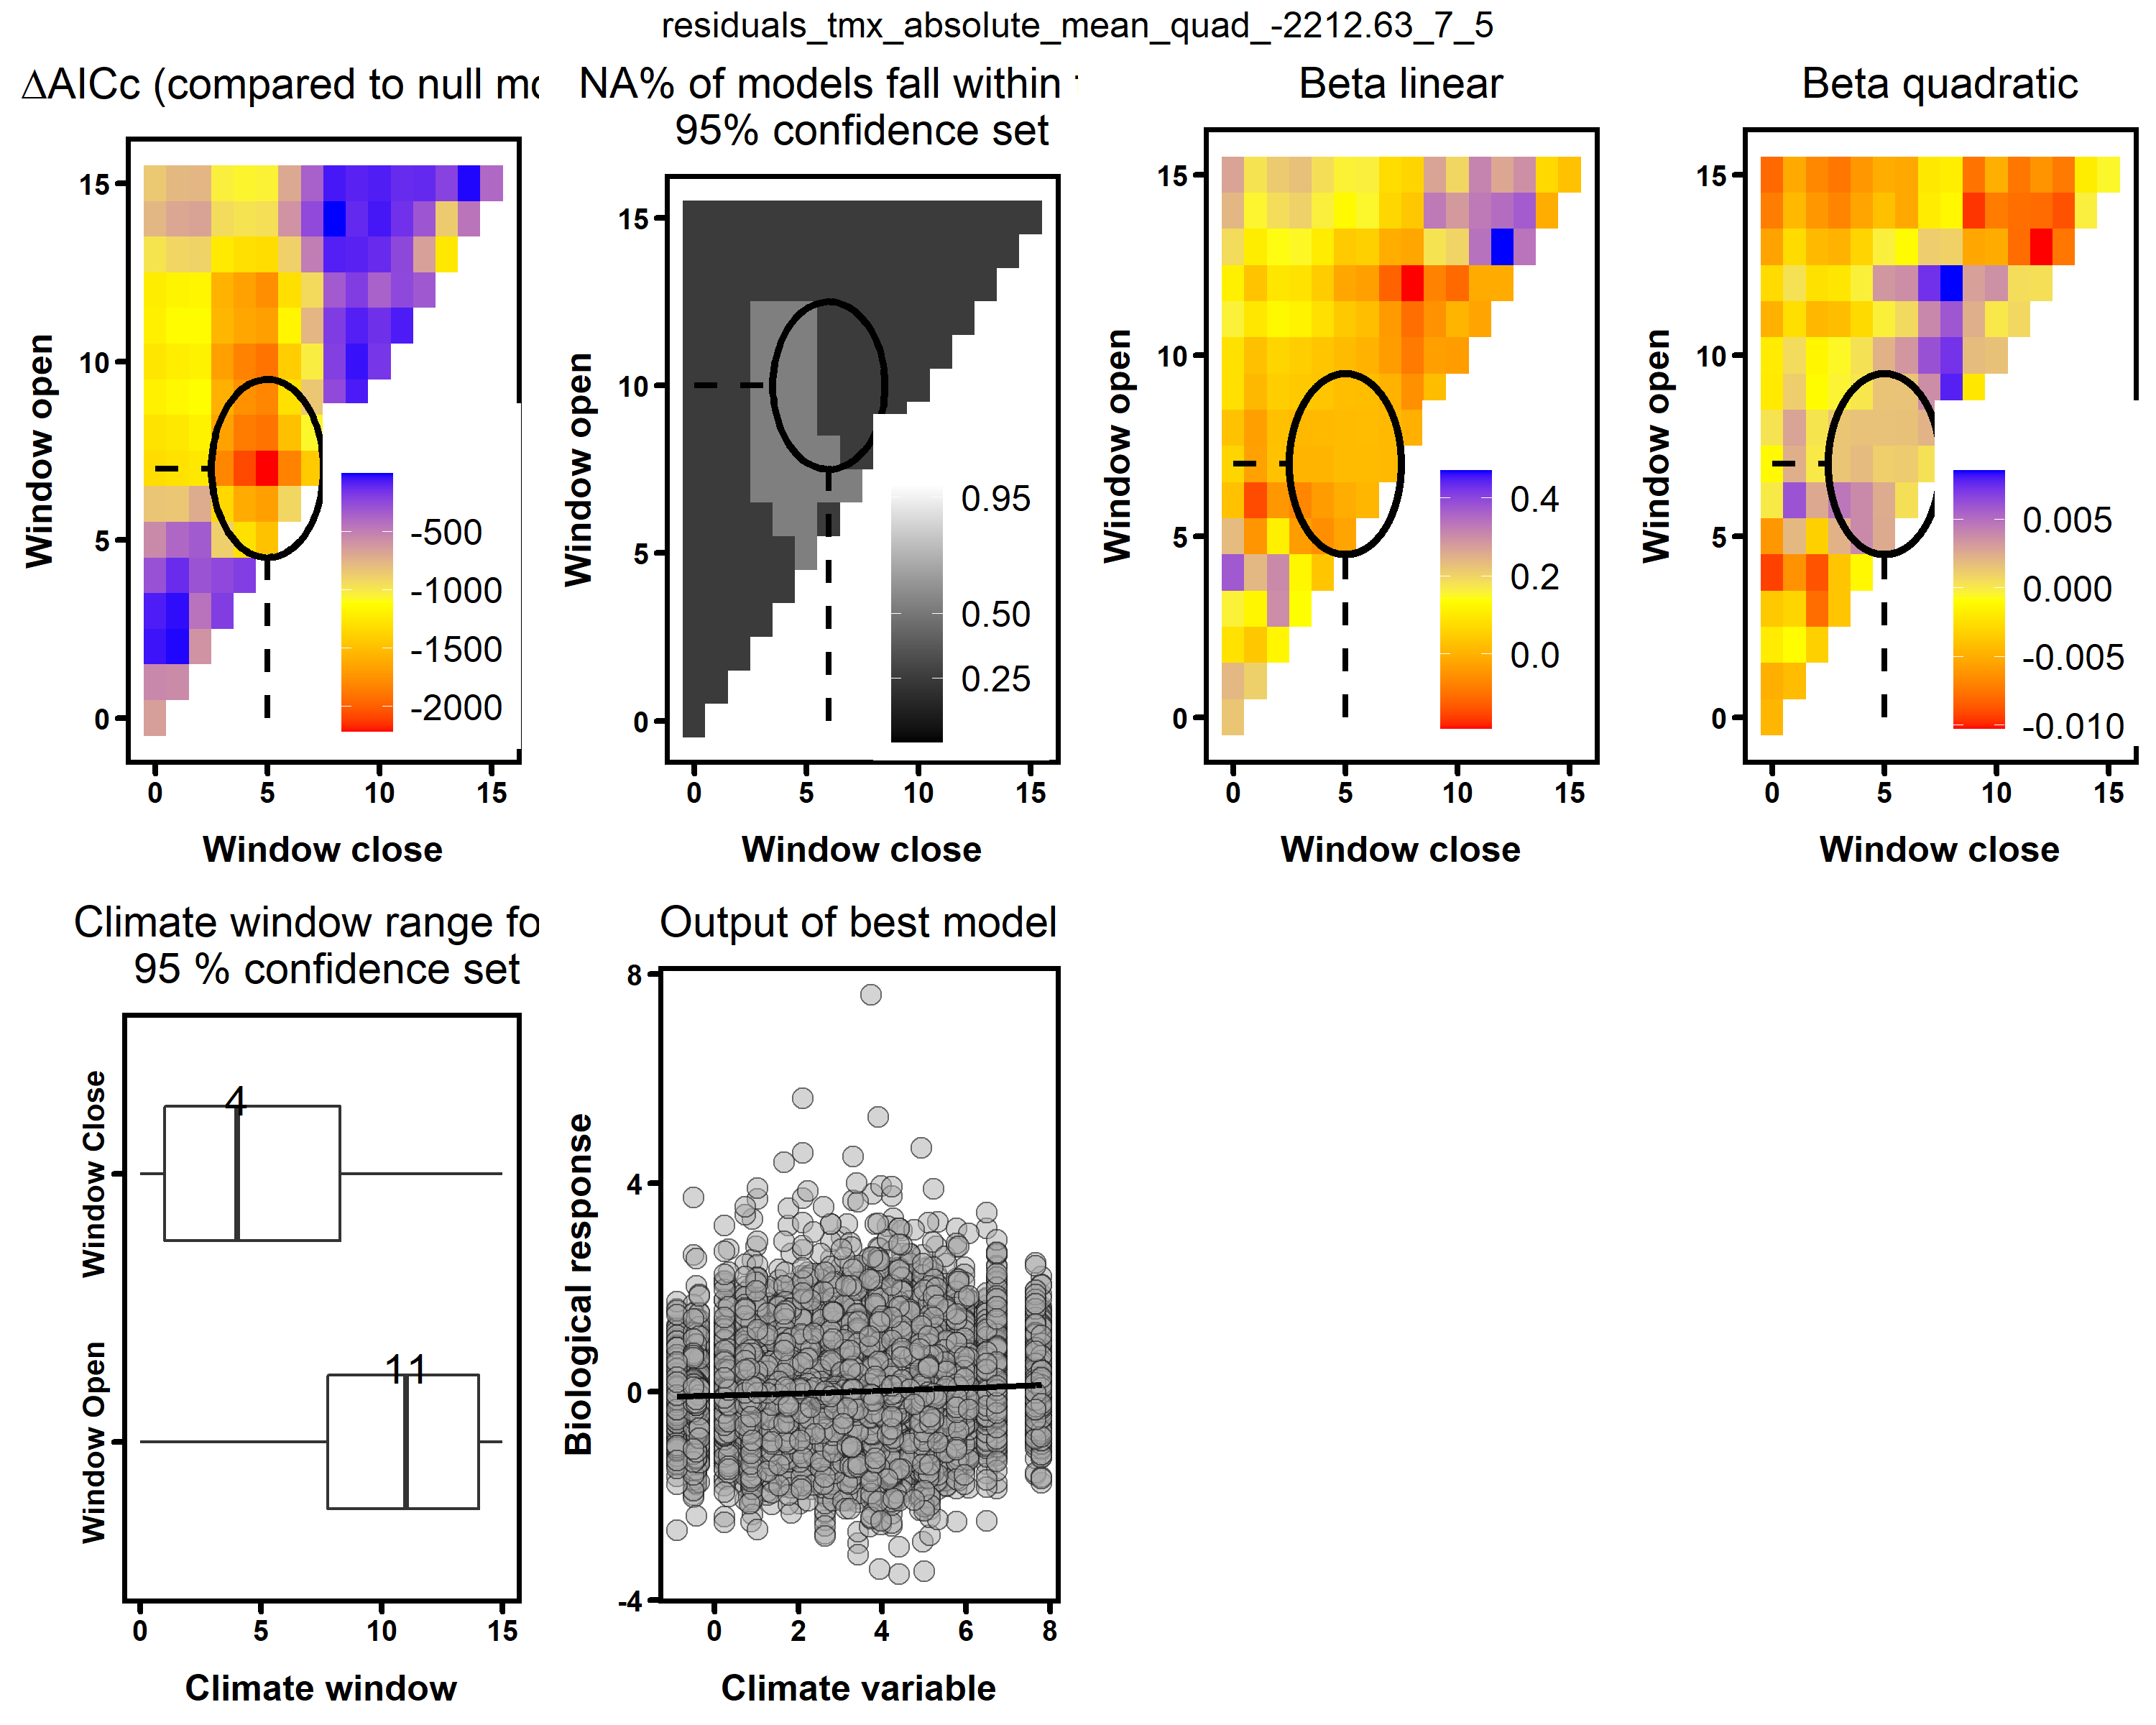 residuals_tmx_absolute_mean_quad_-2212.63_7_5
ΔAICc (compared to null mo
Window open
15
10
5
0
0 5 10 15
Window close
-500
-1000
-1500
-2000
NA% of models fall within
95% confidence set
Window open
15
10
5
0
0 5 10 15
Window close
0.95
0.50
0.25
Beta linear
Window open
15
10
5
0
0 5 10 15
Window close
0.4
0.2
0.0
Beta quadratic
Window open
15
10
5
0
0 5 10 15
Window close
0.005
0.000
-0.005
-0.010
Climate window range fo
95 % confidence set
Window Close
Window Open
4
11
0 5 10 15
Climate window
Output of best model
Biological response
8
4
0
-4
0 2 4 6 8
Climate variable